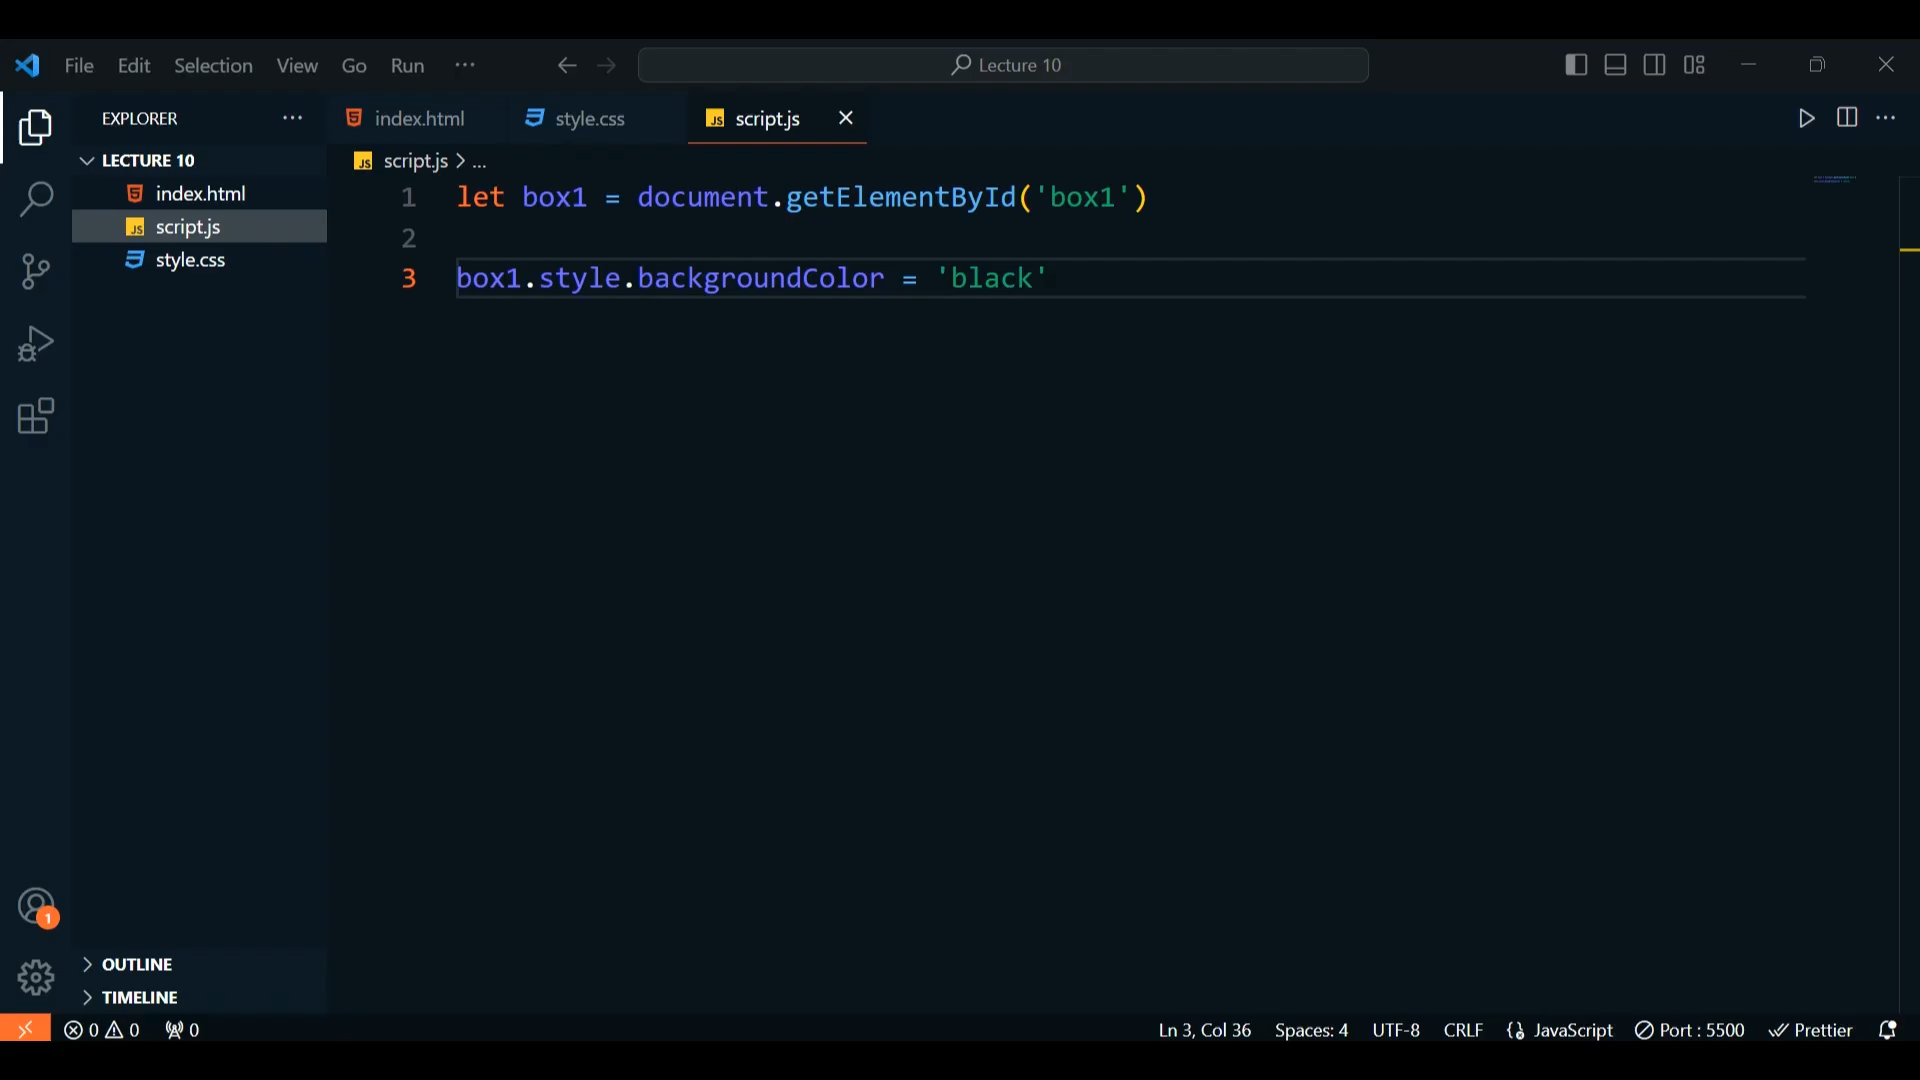 File Edit Selection View Go Run ... Lecture 10
EXPLORER ...
index.html style.css script.js
LECTURE 10
index.html
script.js
style.css
script.js > ...
1 let box1 = document.getElementById('box1')
2
3 box1.style.backgroundColor = 'black'
1
OUTLINE
TIMELINE
0 0 0 Ln 3, Col 36 Spaces: 4 UTF-8 CRLF JavaScript Port : 5500 Prettier